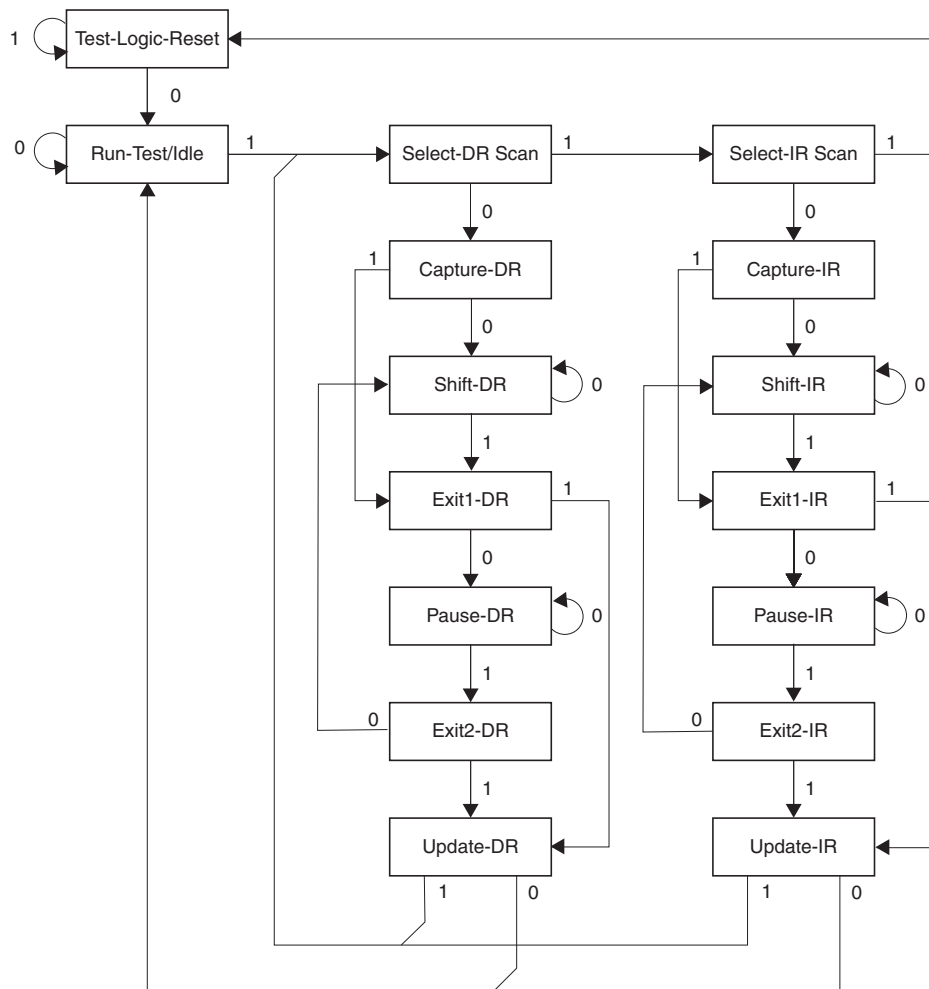 1 Test-Logic-Reset
0
0 Run-Test/Idle 1 Select-DR Scan 1 Select-IR Scan 1
0 0
1 Capture-DR 1 Capture-IR
0 0
Shift-DR 0 Shift-IR 0
1 1
Exit1-DR 1 Exit1-IR 1
0 0
Pause-DR 0 Pause-IR 0
1 1
0 Exit2-DR 0 Exit2-IR
1 1
Update-DR Update-IR
1 0 1 0